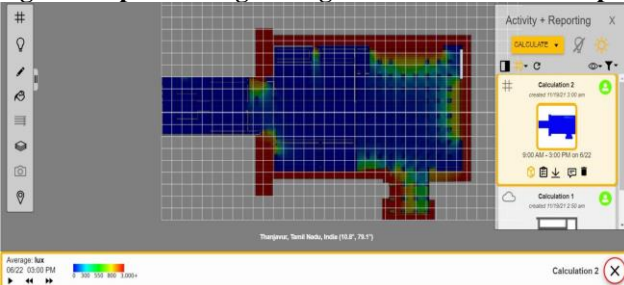 Activity + Reporting X
CALCULATE
Calculation 2
created 11/19/21 3:00 am
9:00 AM - 3:00 PM on 6/22
Calculation 1
created 11/19/21 2:50 am
Thanjavur, Tamil Nadu, India (10.8°, 79.1°)
Average: lux
06/22 03:00 PM
0 300 550 800 1,000+
Calculation 2 X